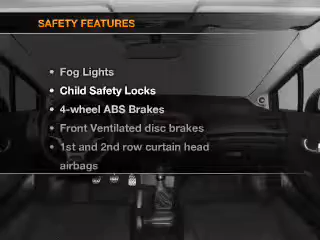 SAFETY FEATURES
• Fog Lights
• Child Safety Locks
• 4-wheel ABS Brakes
• Front Ventilated disc brakes
• 1st and 2nd row curtain head
airbags